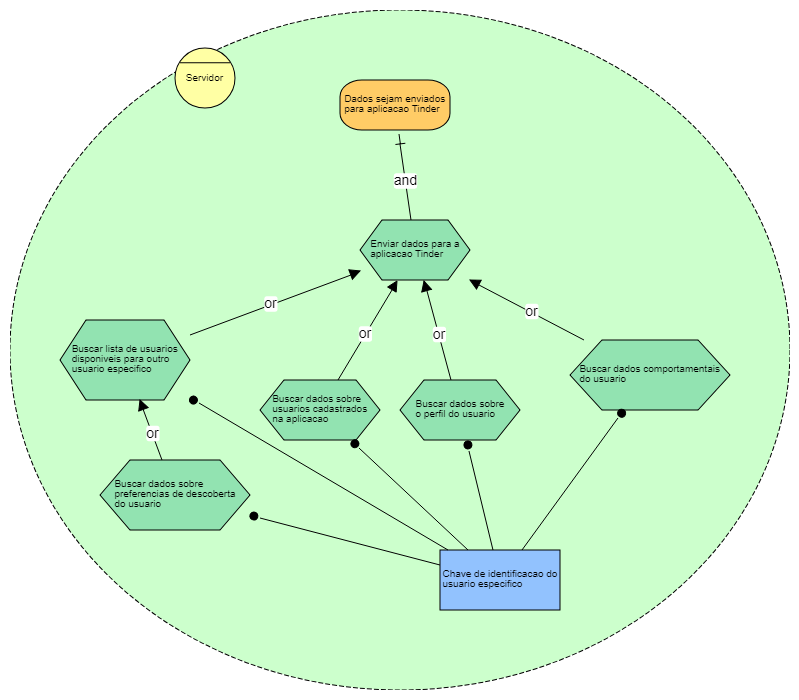 Servidor
Dados sejam enviados
para aplicacao Tinder
and
Enviar dados para a
aplicacao Tinder
or
or
or
or
Buscar lista de usuarios
disponiveis para outro
usuario especifico
Buscar dados comportamentais
do usuario
Buscar dados sobre
usuarios cadastrados
na aplicacao
Buscar dados sobre
o perfil do usuario
or
Buscar dados sobre
preferencias de descoberta
do usuario
Chave de identificacao do
usuario especifico